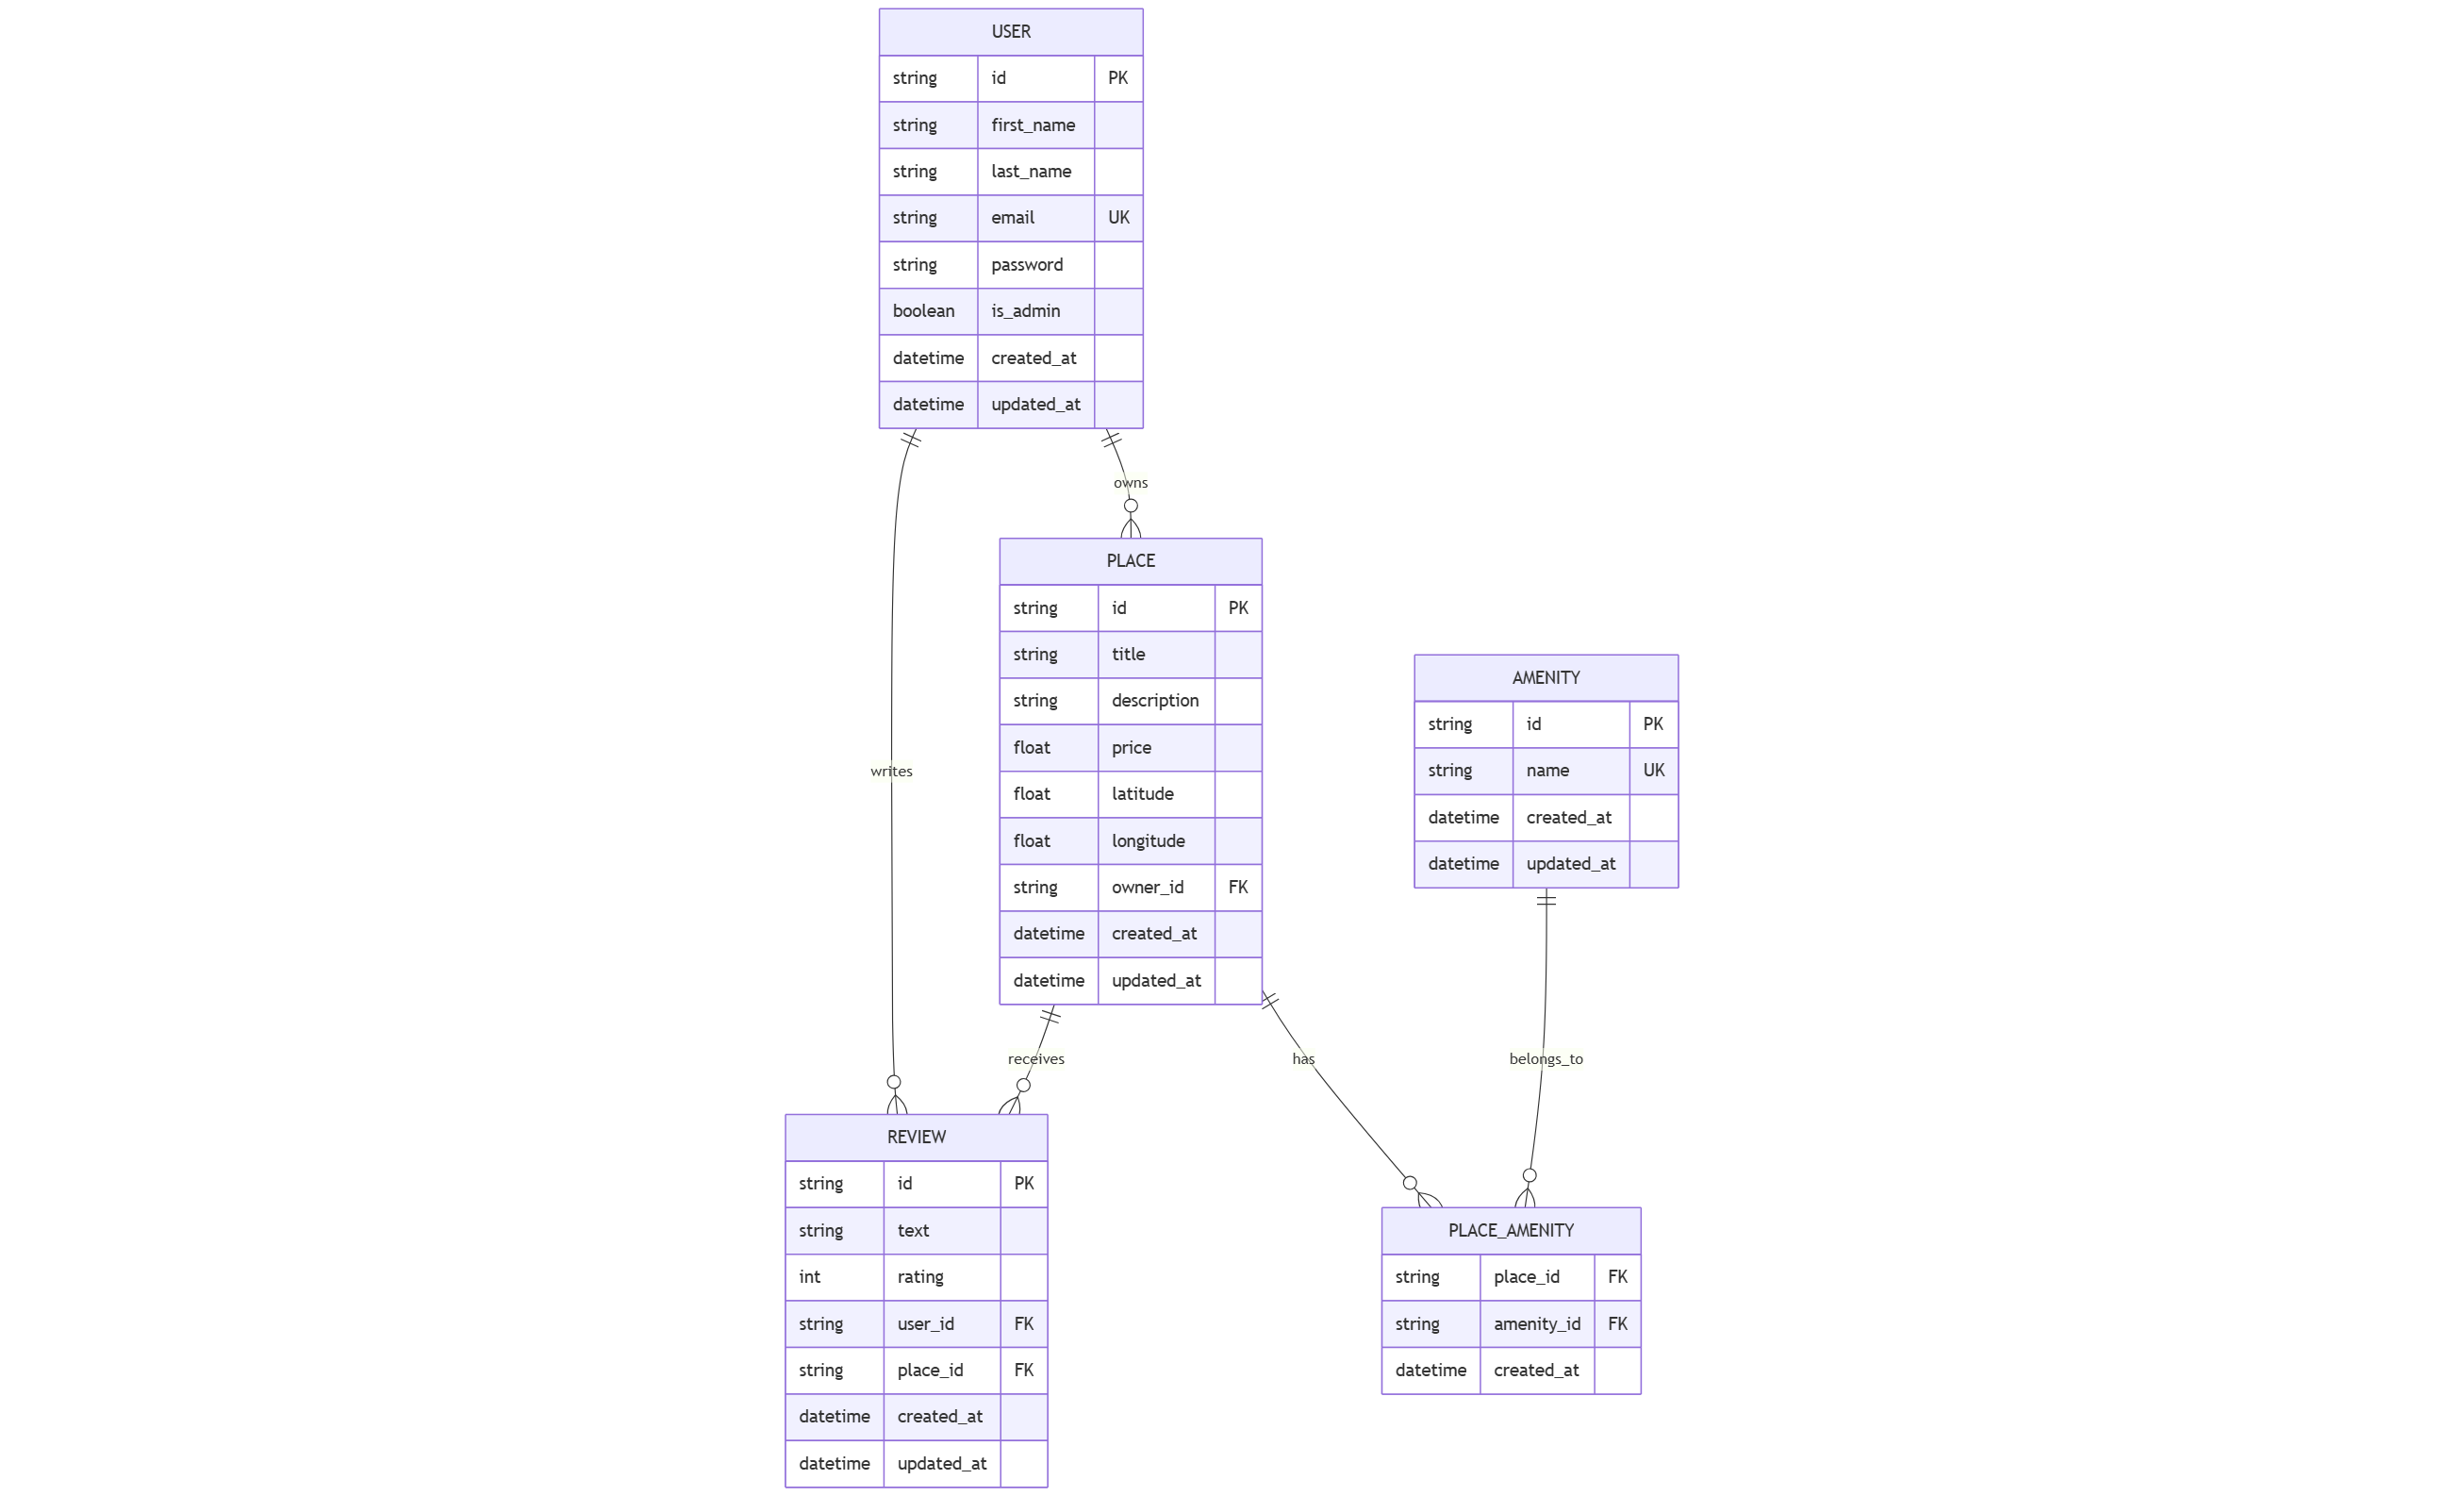 USER
string id PK
string first_name
string last_name
string email UK
string password
boolean is_admin
datetime created_at
datetime updated_at
owns
writes
PLACE
string id PK
string title
string description
float price
float latitude
float longitude
string owner_id FK
datetime created_at
datetime updated_at
AMENITY
string id PK
string name UK
datetime created_at
datetime updated_at
receives
has
belongs_to
REVIEW
string id PK
string text
int rating
string user_id FK
string place_id FK
datetime created_at
datetime updated_at
PLACE_AMENITY
string place_id FK
string amenity_id FK
datetime created_at